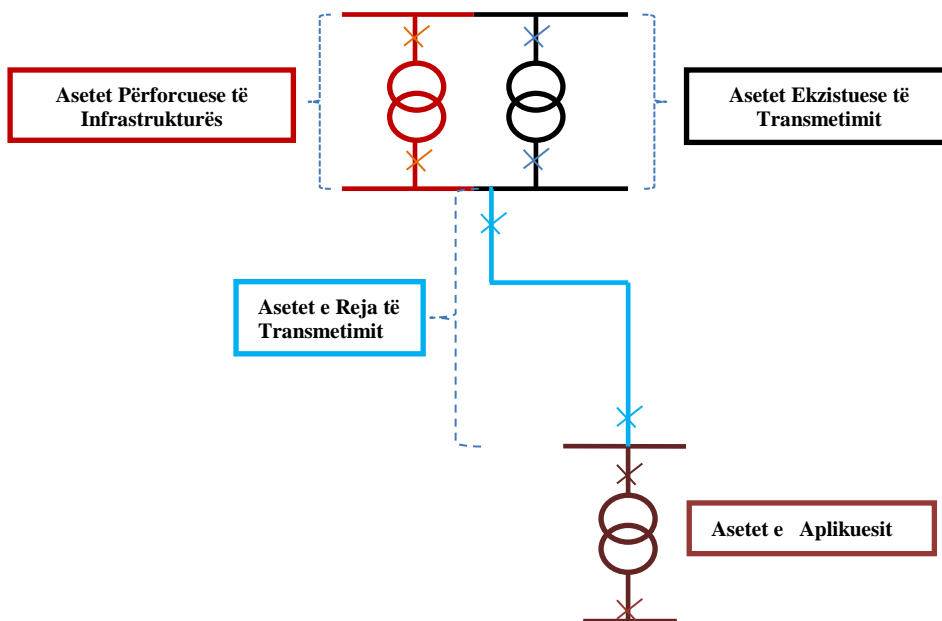 Asetet Përforcuese të
Infrastrukturës
Asetet Ekzistuese të
Transmetimit
Asetet e Reja të
Transmetimit
Asetet e Aplikuesit